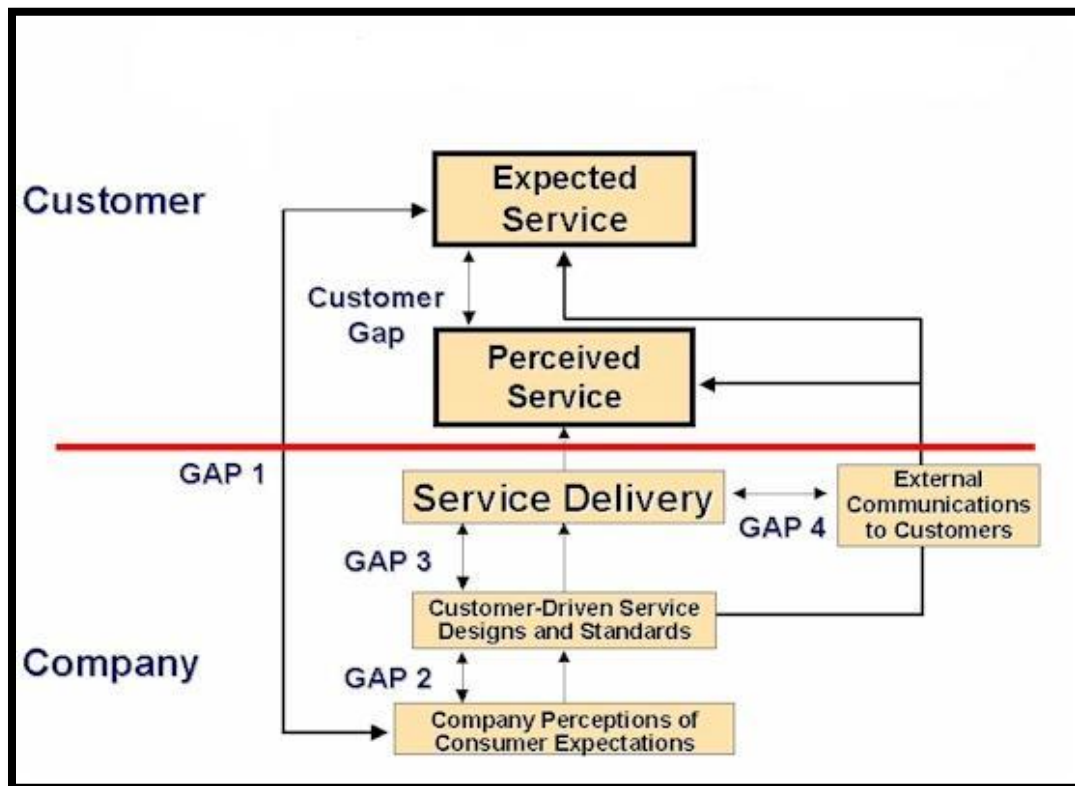 Expected
Service
Customer
Customer
Gap
Perceived
Service
GAP 1
Service Delivery
GAP 4
External
Communications
to Customers
GAP 3
Customer-Driven Service
Designs and Standards
Company
GAP 2
Company Perceptions of
Consumer Expectations